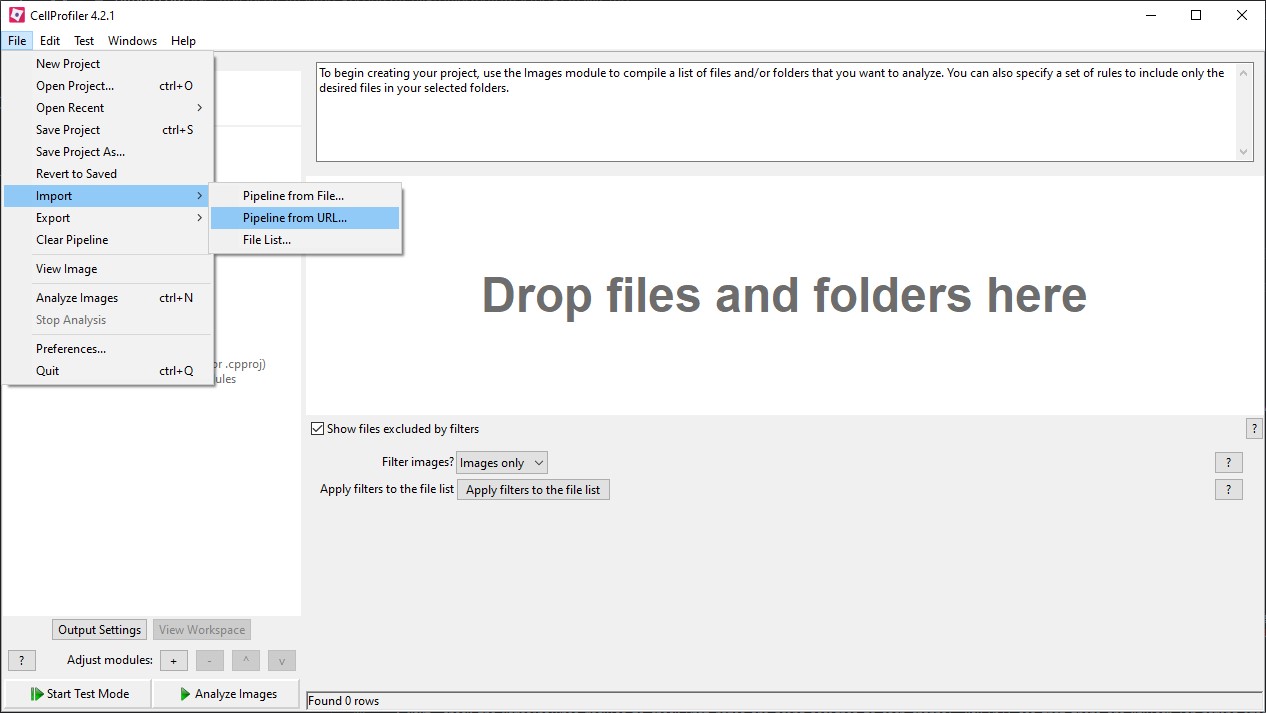 CellProfiler 4.2.1
File Edit Test Windows Help
New Project
Open Project... ctrl+O
Open Recent
Save Project ctrl+S
Save Project As...
Revert to Saved
Import
Export
Clear Pipeline
View Image
Analyze Images ctrl+N
Stop Analysis
Preferences...
Quit ctrl+Q
Pipeline from File...
Pipeline from URL...
File List...
or .cpproj)
To begin creating your project, use the Images module to compile a list of files and/or folders that you want to analyze. You can also specify a set of rules to include only the
desired files in your selected folders.
Drop files and folders here
Show files excluded by filters ?
Filter images? Images only ?
Apply filters to the file list Apply filters to the file list ?
Output Settings View Workspace
? Adjust modules: + - ^ v
Start Test Mode Analyze Images
Found 0 rows